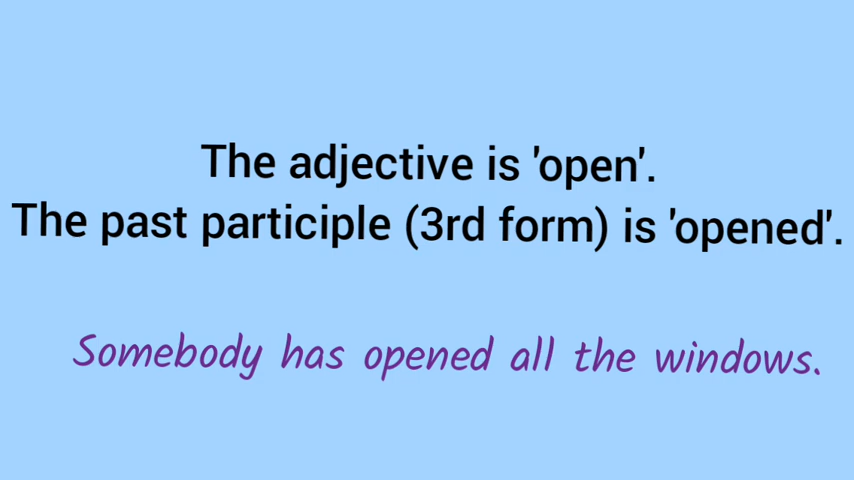 The adjective is 'open'.
The past participle (3rd form) is 'opened'.
Somebody has opened all the windows.